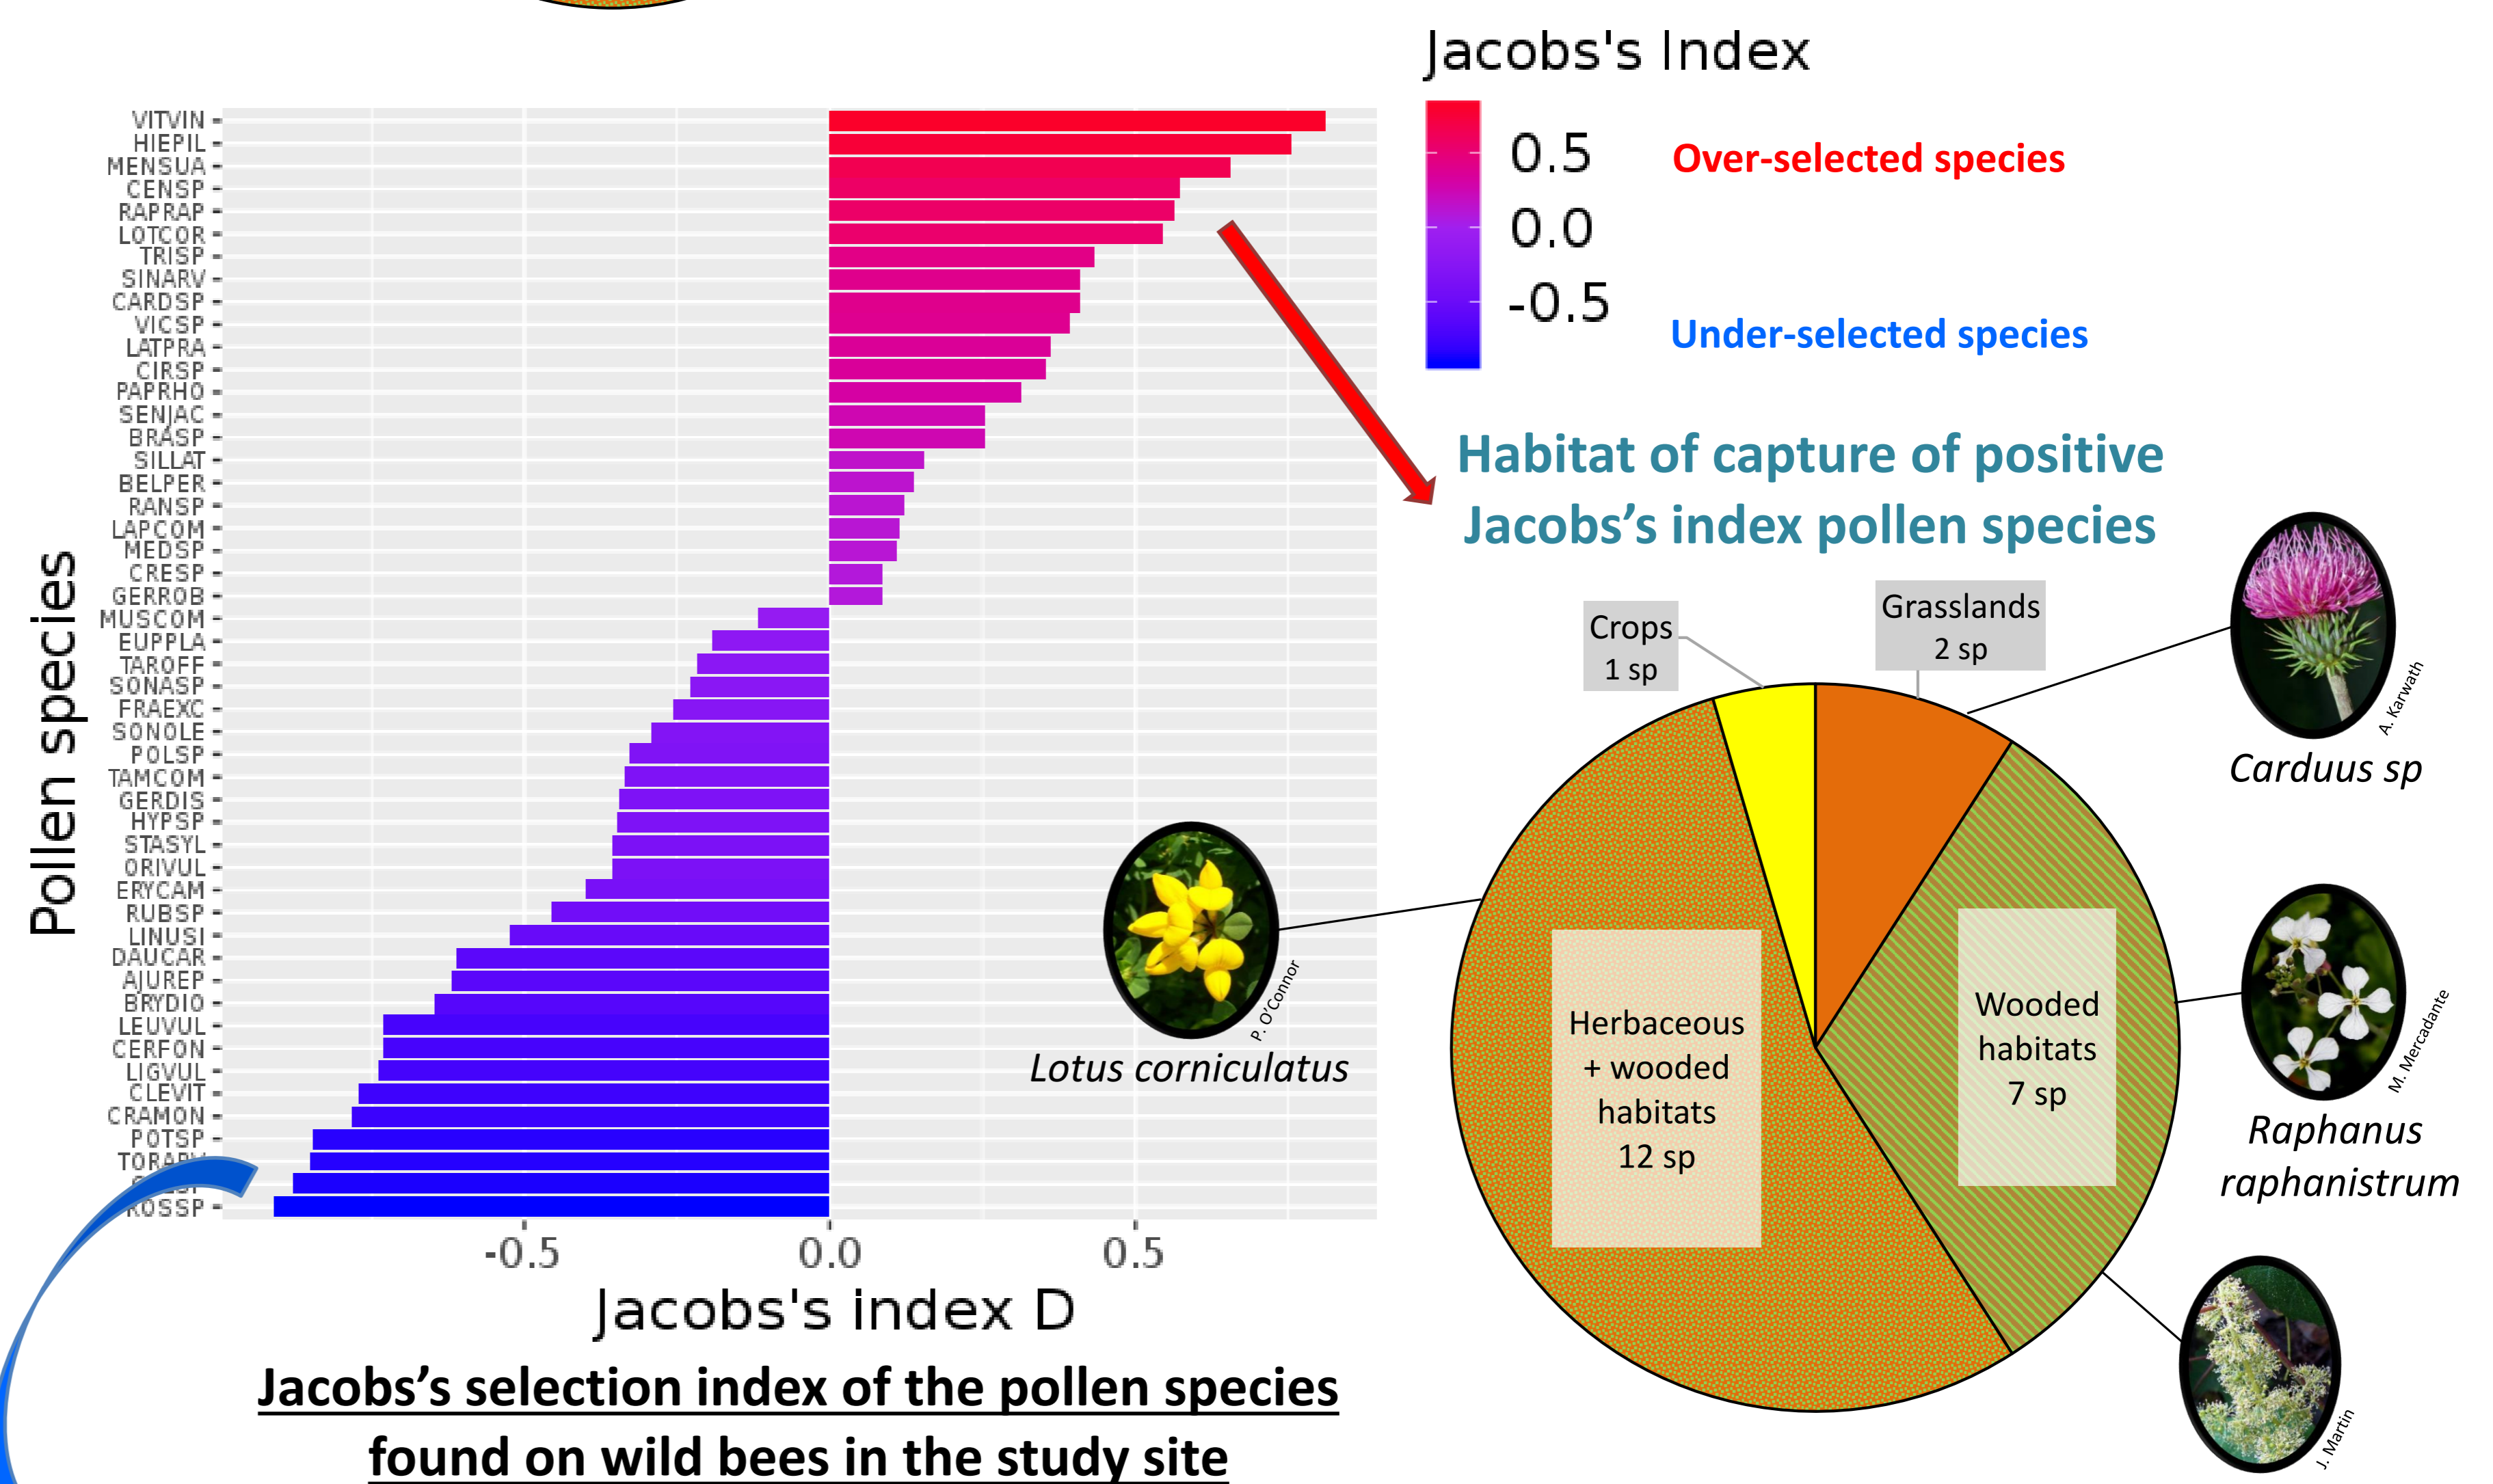 Jacobs's Index
0.5
0.0
-0.5
Over-selected species
Under-selected species
Pollen species
VITVIN
HIEPIL
MENSUA
CENSP
RAPRAP
LOTCOR
TRISP
SINARV
CARDSP
VICSP
LATPRA
CIRSP
PAPRHO
SENJAC
BRASP
SILLAT
BELPER
RANSP
LAPCOM
MEDSP
CRESP
GERROB
MUSCOM
EUPPLA
TAROFF
SONASP
FRAEXC
SONOLE
POLSP
TAMCOM
GERDIS
HYPSP
STASYL
ORIVUL
ERYCAM
RUBSP
LINUSI
DAUCAR
AJUREP
BRYDIO
LEUVUL
CERFON
LIGVUL
CLEVIT
CRAMON
POTSP
ROSSP
-0.5 0.0 0.5
Jacobs's index D
Jacobs’s selection index of the pollen species
found on wild bees in the study site
Habitat of capture of positive
Jacobs’s index pollen species
Crops
1 sp
Grasslands
2 sp
Herbaceous
+ wooded
habitats
12 sp
Wooded
habitats
7 sp
P. O’Connor
Lotus corniculatus
A. Karwath
Carduus sp
M. Mercadante
Raphanus
raphanistrum
J. Martin